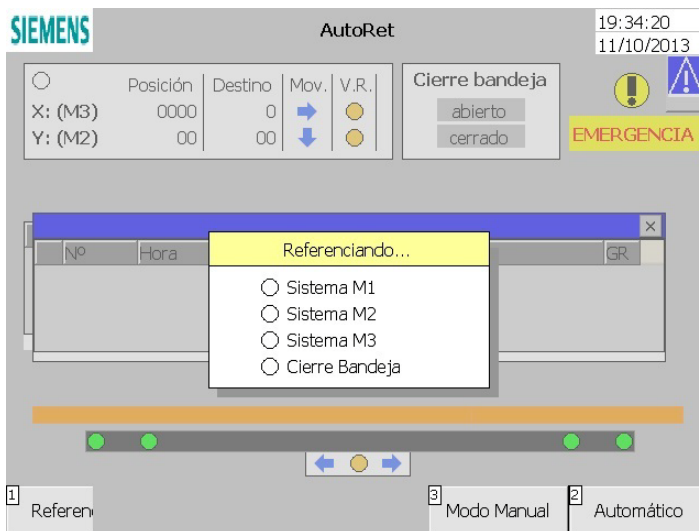 SIEMENS
AutoRet
19:34:20
11/10/2013
Posición Destino Mov. V.R.
X: (M3) 0000 0
Y: (M2) 00 00
Cierre bandeja
abierto
cerrado
EMERGENCIA
Nº Hora GR
Referenciando...
Sistema M1
Sistema M2
Sistema M3
Cierre Bandeja
1 Referen
3 Modo Manual
2 Automático